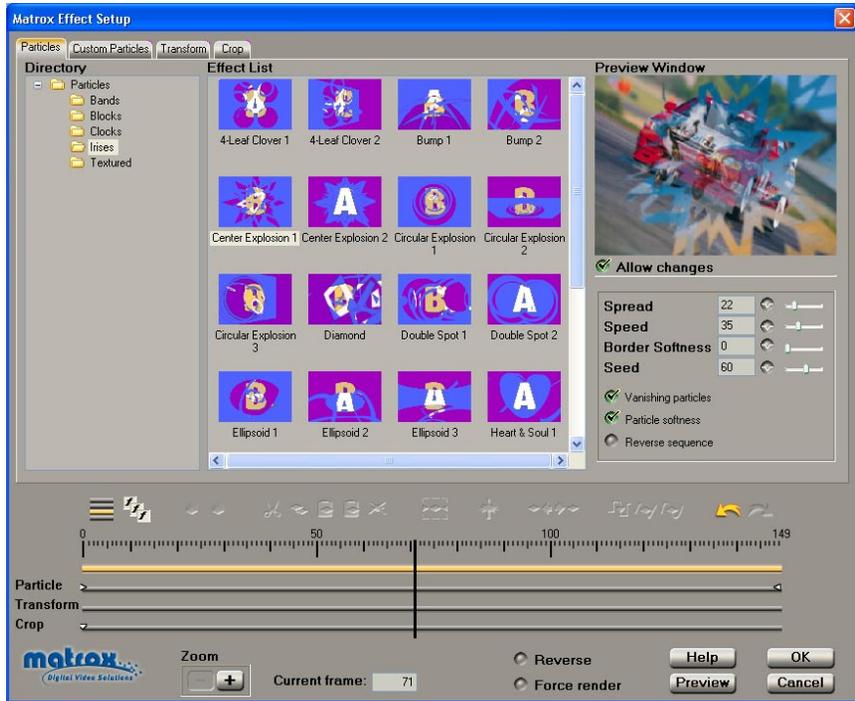 Matrox Effect Setup
Particles Custom Particles Transform Crop
Directory
Particles
Bands
Blocks
Clocks
Irises
Textured
Effect List
4-Leaf Clover 1 4-Leaf Clover 2 Bump 1 Bump 2
Center Explosion 1 Center Explosion 2 Circular Explosion 1 Circular Explosion 2
Circular Explosion 3 Diamond Double Spot 1 Double Spot 2
Ellipsoid 1 Ellipsoid 2 Ellipsoid 3 Heart & Soul 1
Preview Window
Allow changes
Spread 22
Speed 35
Border Softness 0
Seed 60
Vanishing particles
Particle softness
Reverse sequence
0 50 100 149
Particle
Transform
Crop
matrox
Digital Video Solutions
Zoom
- +
Current frame: 71
Reverse
Force render
Help OK
Preview Cancel